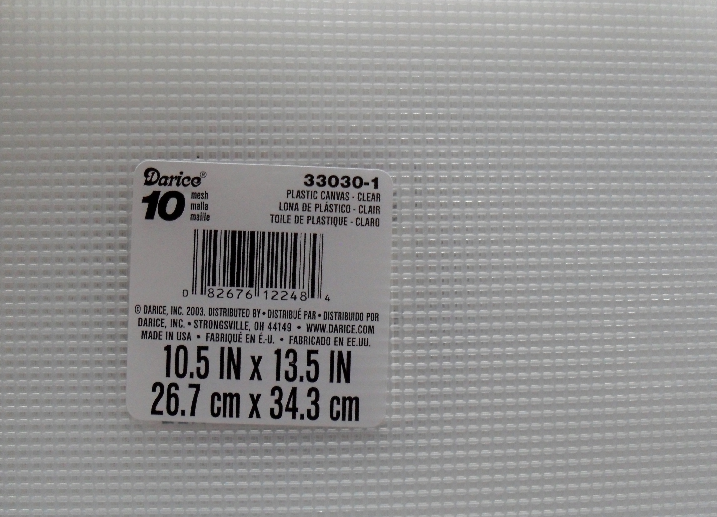 Darice®
10 mesh
malla
maille
33030-1
PLASTIC CANVAS - CLEAR
LONA DE PLÁSTICO - CLAIR
TOILE DE PLASTIQUE - CLARO
0 82676 12248 4
© DARICE, INC. 2003. DISTRIBUTED BY • DISTRIBUÉ PAR • DISTRIBUIDO POR
DARICE, INC. • STRONGSVILLE, OH 44149 • WWW.DARICE.COM
MADE IN USA • FABRIQUÉ EN É.-U. • FABRICADO EN EE.UU.
10.5 IN x 13.5 IN
26.7 cm x 34.3 cm